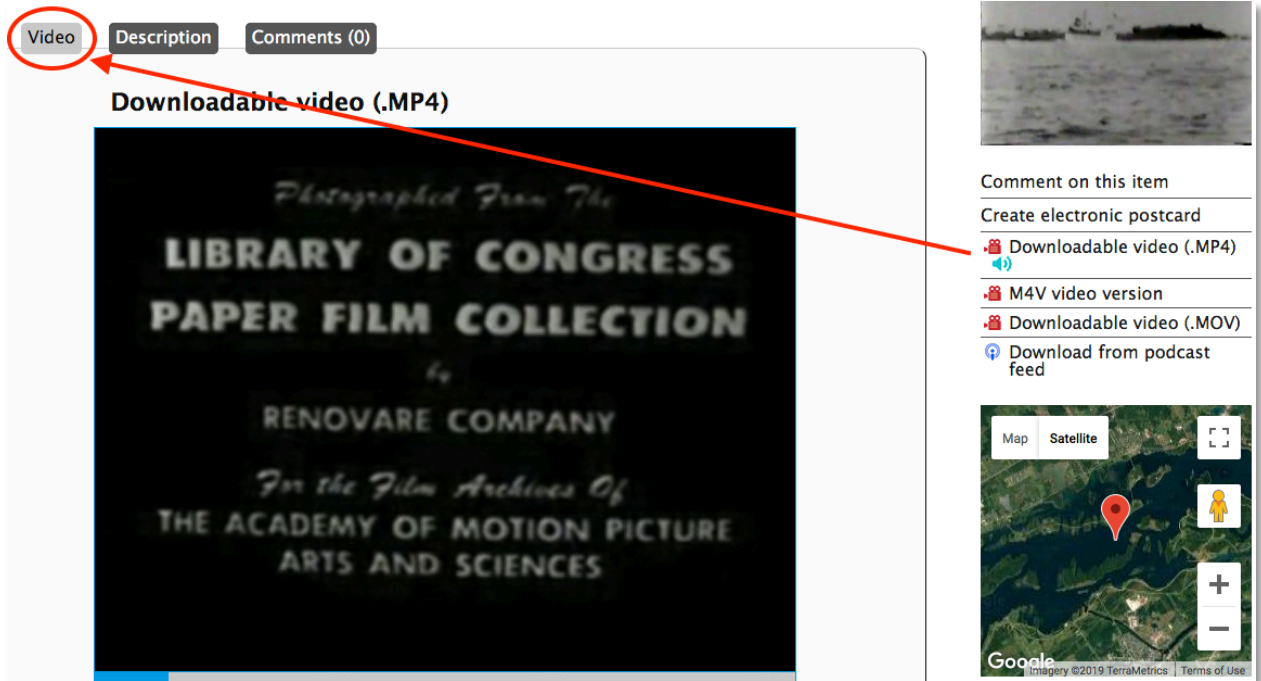 Video
Description
Comments (0)
Downloadable video (.MP4)
Photographed From The
LIBRARY OF CONGRESS
PAPER FILM COLLECTION
by
RENOVARE COMPANY
For the Film Archives Of
THE ACADEMY OF MOTION PICTURE
ARTS AND SCIENCES
Comment on this item
Create electronic postcard
Downloadable video (.MP4)
M4V video version
Downloadable video (.MOV)
Download from podcast
feed
Map
Satellite
Google
Imagery ©2019 TerraMetrics
Terms of Use